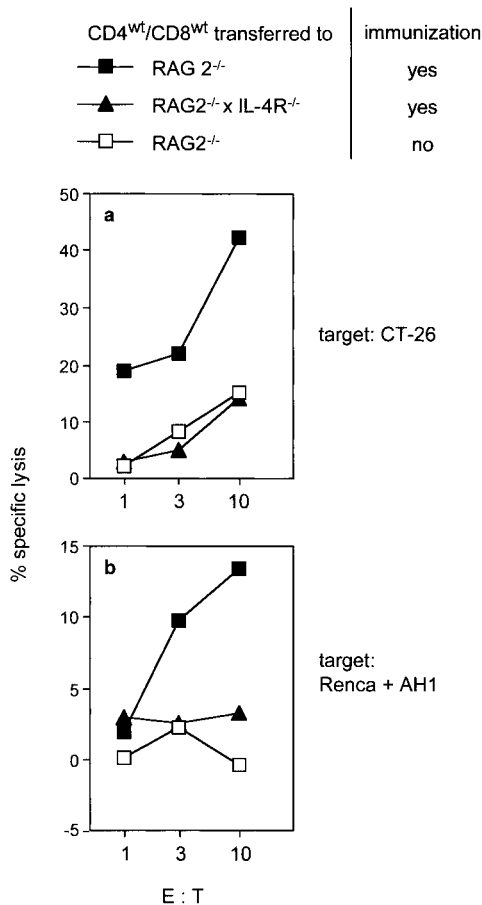 CD4wt/CD8wt transferred to immunization
RAG 2-/- yes
RAG2-/- x IL-4R-/- yes
RAG2-/- no
a
50
40
30
20
10
0
1 3 10
target: CT-26
% specific lysis
b
15
10
5
0
-5
1 3 10
target:
Renca + AH1
E : T